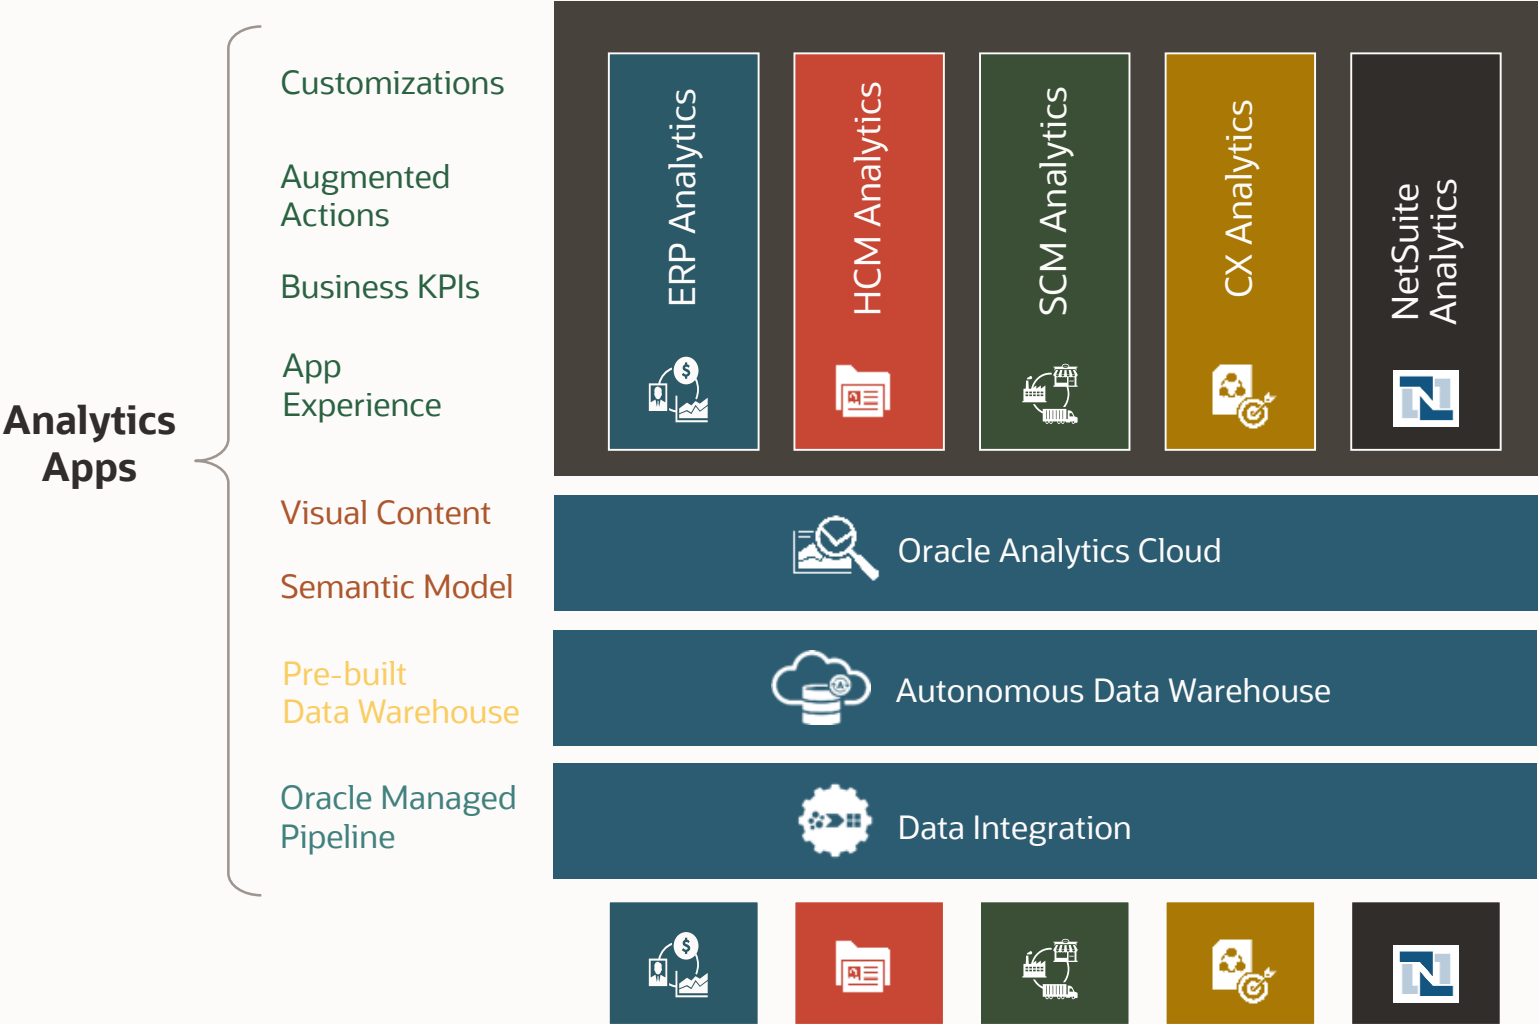 Analytics
Apps
Customizations
Augmented
Actions
Business KPIs
App
Experience
Visual Content
Semantic Model
Pre-built
Data Warehouse
Oracle Managed
Pipeline
ERP Analytics
HCM Analytics
SCM Analytics
CX Analytics
NetSuite
Analytics
Oracle Analytics Cloud
Autonomous Data Warehouse
Data Integration